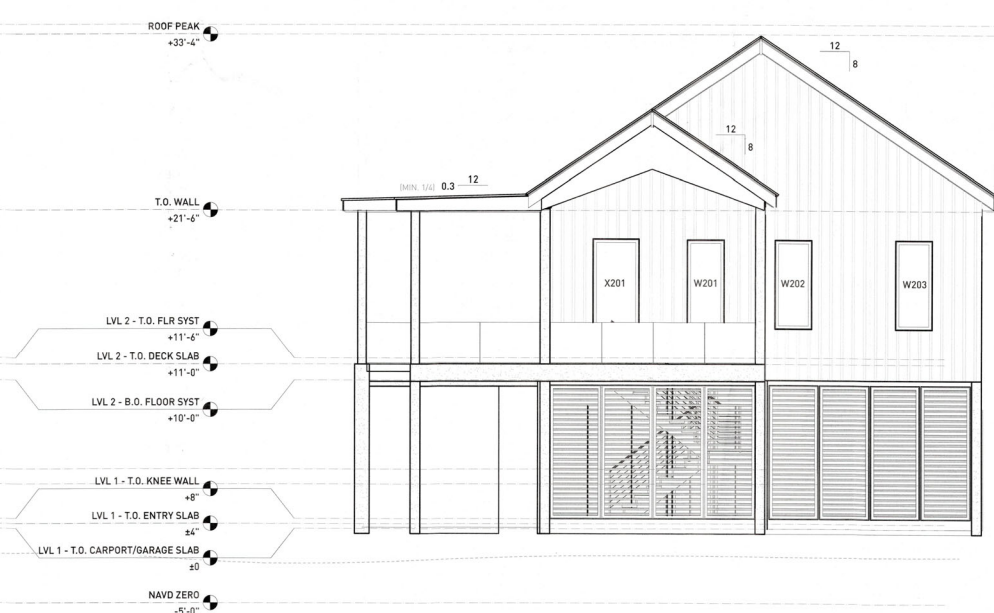 ROOF PEAK
+33'-4"
12
8
12
8
(MIN. 1/4) 0.3 12
T.O. WALL
+21'-6"
X201
W201
W202
W203
LVL 2 - T.O. FLR SYST
+11'-6"
LVL 2 - T.O. DECK SLAB
+11'-0"
LVL 2 - B.O. FLOOR SYST
+10'-0"
LVL 1 - T.O. KNEE WALL
+8"
LVL 1 - T.O. ENTRY SLAB
±4"
LVL 1 - T.O. CARPORT/GARAGE SLAB
±0
NAVD ZERO
-5'-0"